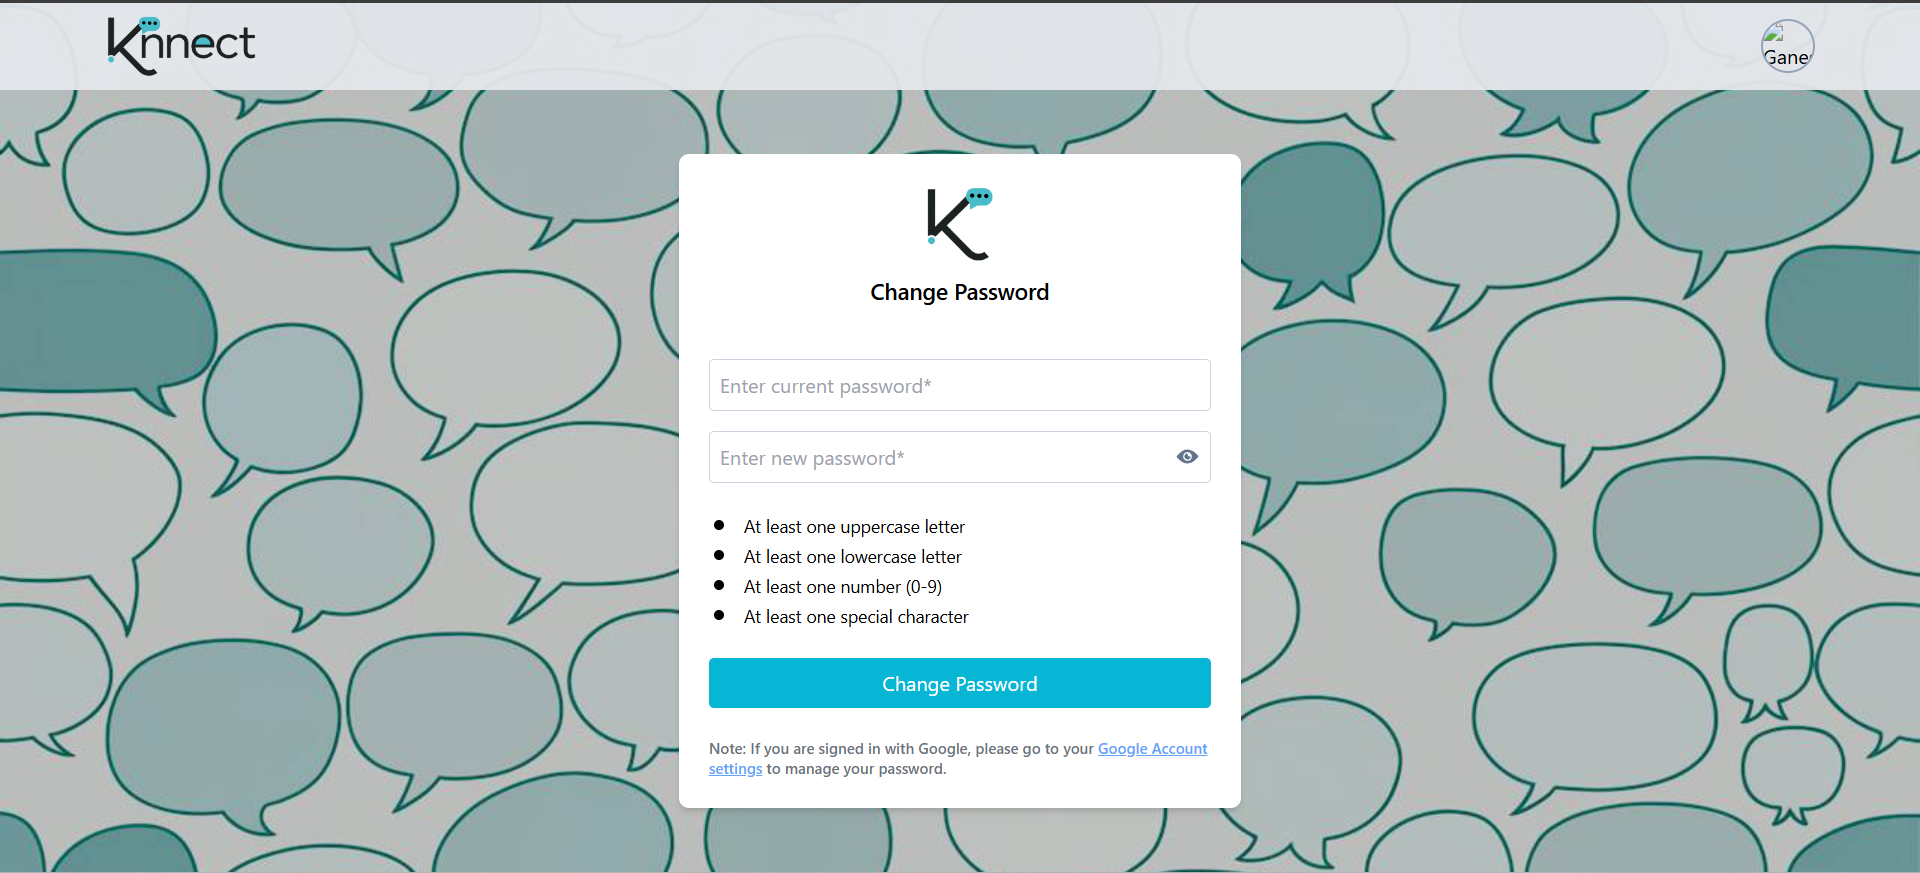 Knnect
Gane
K
Change Password
Enter current password*
Enter new password*
At least one uppercase letter
At least one lowercase letter
At least one number (0-9)
At least one special character
Change Password
Note: If you are signed in with Google, please go to your Google Account
settings to manage your password.